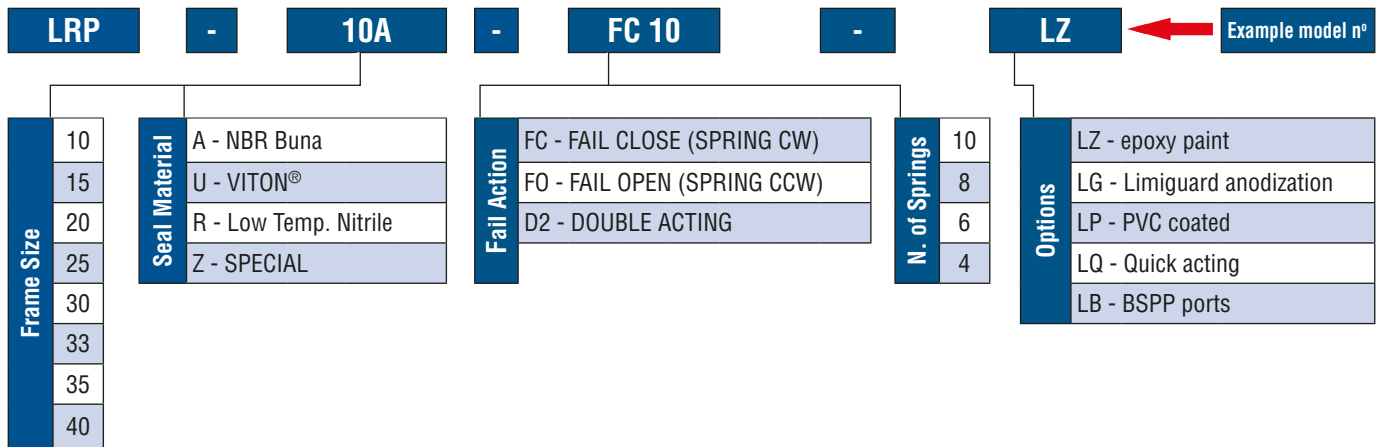 LRP - 10A - FC 10 - LZ Example model nº
Frame Size
10
15
20
25
30
33
35
40
Seal Material
A - NBR Buna
U - VITON®
R - Low Temp. Nitrile
Z - SPECIAL
Fail Action
FC - FAIL CLOSE (SPRING CW)
FO - FAIL OPEN (SPRING CCW)
D2 - DOUBLE ACTING
N. of Springs
10
8
6
4
Options
LZ - epoxy paint
LG - Limiguard anodization
LP - PVC coated
LQ - Quick acting
LB - BSPP ports